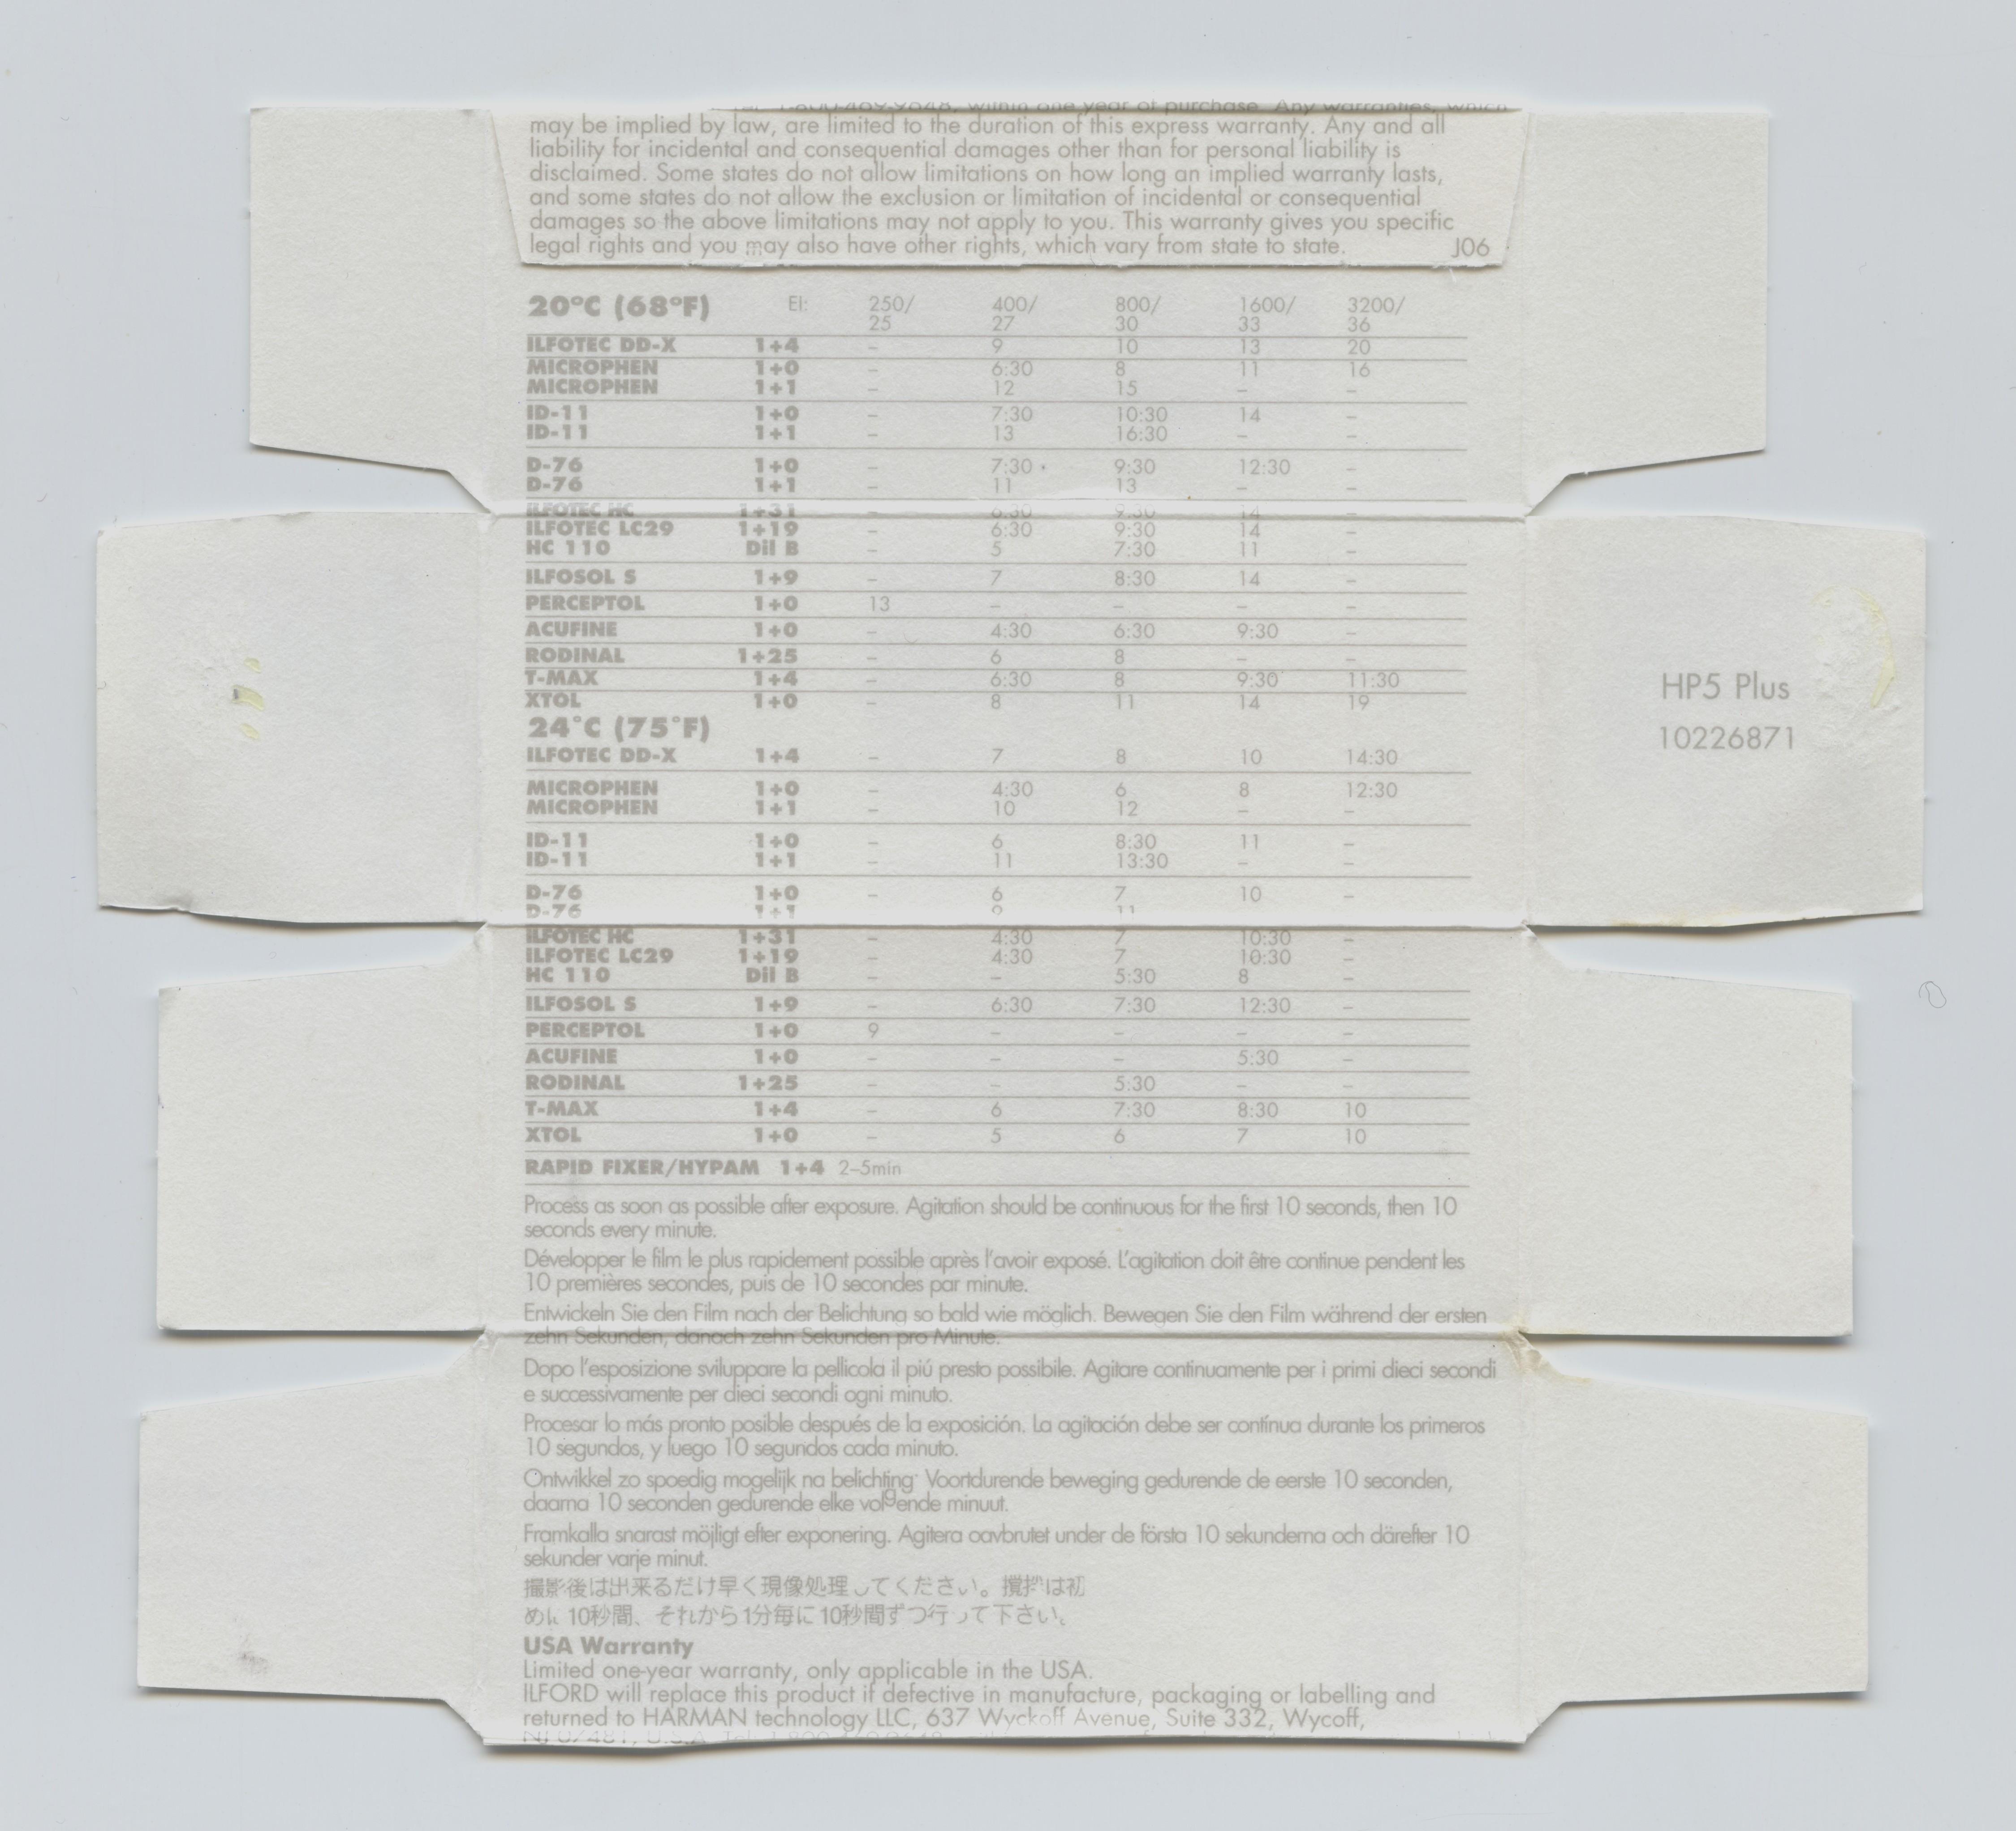 1-800-469-9648, within one year of purchase. Any warranties, which
may be implied by law, are limited to the duration of this express warranty. Any and all
liability for incidental and consequential damages other than for personal liability is
disclaimed. Some states do not allow limitations on how long an implied warranty lasts,
and some states do not allow the exclusion or limitation of incidental or consequential
damages so the above limitations may not apply to you. This warranty gives you specific
legal rights and you may also have other rights, which vary from state to state. J06
20°C (68°F) EI: 250/25 400/27 800/30 1600/33 3200/36
ILFOTEC DD-X 1+4 – 9 10 13 20
MICROPHEN 1+0 – 6:30 8 11 16
MICROPHEN 1+1 – 12 15 – –
ID-11 1+0 – 7:30 10:30 14 –
ID-11 1+1 – 13 16:30 – –
D-76 1+0 – 7:30 9:30 12:30 –
D-76 1+1 – 11 13 – –
ILFOTEC HC 1+31 – 6:30 9:30 14 –
ILFOTEC LC29 1+19 – 6:30 9:30 14 –
HC 110 Dil B – 5 7:30 11 –
ILFOSOL S 1+9 – 7 8:30 14 –
PERCEPTOL 1+0 13 – – – –
ACUFINE 1+0 – 4:30 6:30 9:30 –
RODINAL 1+25 – 6 8 – –
T-MAX 1+4 – 6:30 8 9:30 11:30
XTOL 1+0 – 8 11 14 19
24°C (75°F)
ILFOTEC DD-X 1+4 – 7 8 10 14:30
MICROPHEN 1+0 – 4:30 6 8 12:30
MICROPHEN 1+1 – 10 12 – –
ID-11 1+0 – 6 8:30 11 –
ID-11 1+1 – 11 13:30 – –
D-76 1+0 – 6 7 10 –
D-76 1+1 9 11
ILFOTEC HC 1+31 – 4:30 7 10:30 –
ILFOTEC LC29 1+19 – 4:30 7 10:30 –
HC 110 Dil B – – 5:30 8 –
ILFOSOL S 1+9 – 6:30 7:30 12:30 –
PERCEPTOL 1+0 9 – – – –
ACUFINE 1+0 – – – 5:30 –
RODINAL 1+25 – – 5:30 – –
T-MAX 1+4 – 6 7:30 8:30 10
XTOL 1+0 – 5 6 7 10
RAPID FIXER/HYPAM 1+4 2–5min
Process as soon as possible after exposure. Agitation should be continuous for the first 10 seconds, then 10
seconds every minute.
Développer le film le plus rapidement possible après l'avoir exposé. L'agitation doit être continue pendent les
10 premières secondes, puis de 10 secondes par minute.
Entwickeln Sie den Film nach der Belichtung so bald wie möglich. Bewegen Sie den Film während der ersten
zehn Sekunden, danach zehn Sekunden pro Minute.
Dopo l'esposizione sviluppare la pellicola il piú presto possibile. Agitare continuamente per i primi dieci secondi
e successivamente per dieci secondi ogni minuto.
Procesar lo más pronto posible después de la exposición. La agitación debe ser contínua durante los primeros
10 segundos, y luego 10 segundos cada minuto.
Ontwikkel zo spoedig mogelijk na belichting. Voortdurende beweging gedurende de eerste 10 seconden,
daarna 10 seconden gedurende elke volgende minuut.
Framkalla snarast möjligt efter exponering. Agitera oavbrutet under de första 10 sekunderna och därefter 10
sekunder varje minut.
撮影後は出来るだけ早く現像処理してください。撹拌は初
めに10秒間、それから1分毎に10秒間ずつ行って下さい。
USA Warranty
Limited one-year warranty, only applicable in the USA.
ILFORD will replace this product if defective in manufacture, packaging or labelling and
returned to HARMAN technology LLC, 637 Wyckoff Avenue, Suite 332, Wycoff,
NJ 07481, U.S.A. Tel: 1-800-469-9648
HP5 Plus
10226871